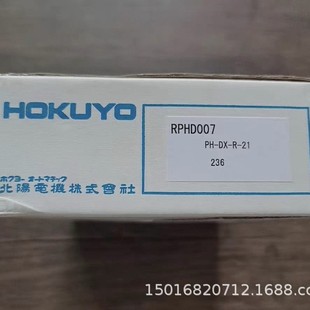 HOKUYO
RPHD007
PH-DX-R-21
236
ホクヨー オートマチック
北陽電機株式会社
15016820712.1688.co